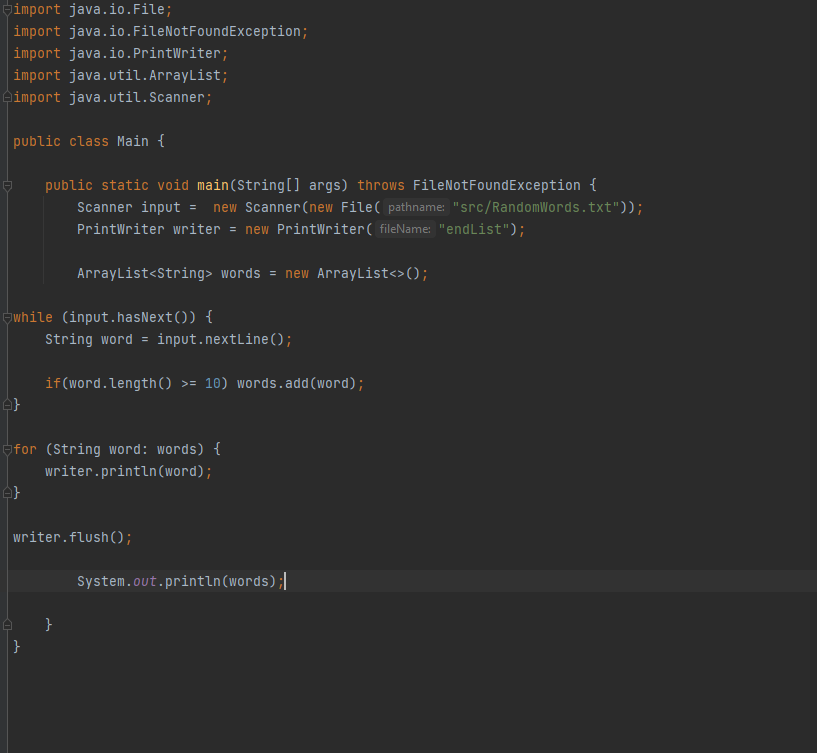 import java.io.File;
import java.io.FileNotFoundException;
import java.io.PrintWriter;
import java.util.ArrayList;
import java.util.Scanner;

public class Main {

    public static void main(String[] args) throws FileNotFoundException {
        Scanner input =  new Scanner(new File( pathname: "src/RandomWords.txt"));
        PrintWriter writer = new PrintWriter( fileName: "endList");

        ArrayList<String> words = new ArrayList<>();

while (input.hasNext()) {
    String word = input.nextLine();

    if(word.length() >= 10) words.add(word);
}

for (String word: words) {
    writer.println(word);
}

writer.flush();

        System.out.println(words);

    }
}